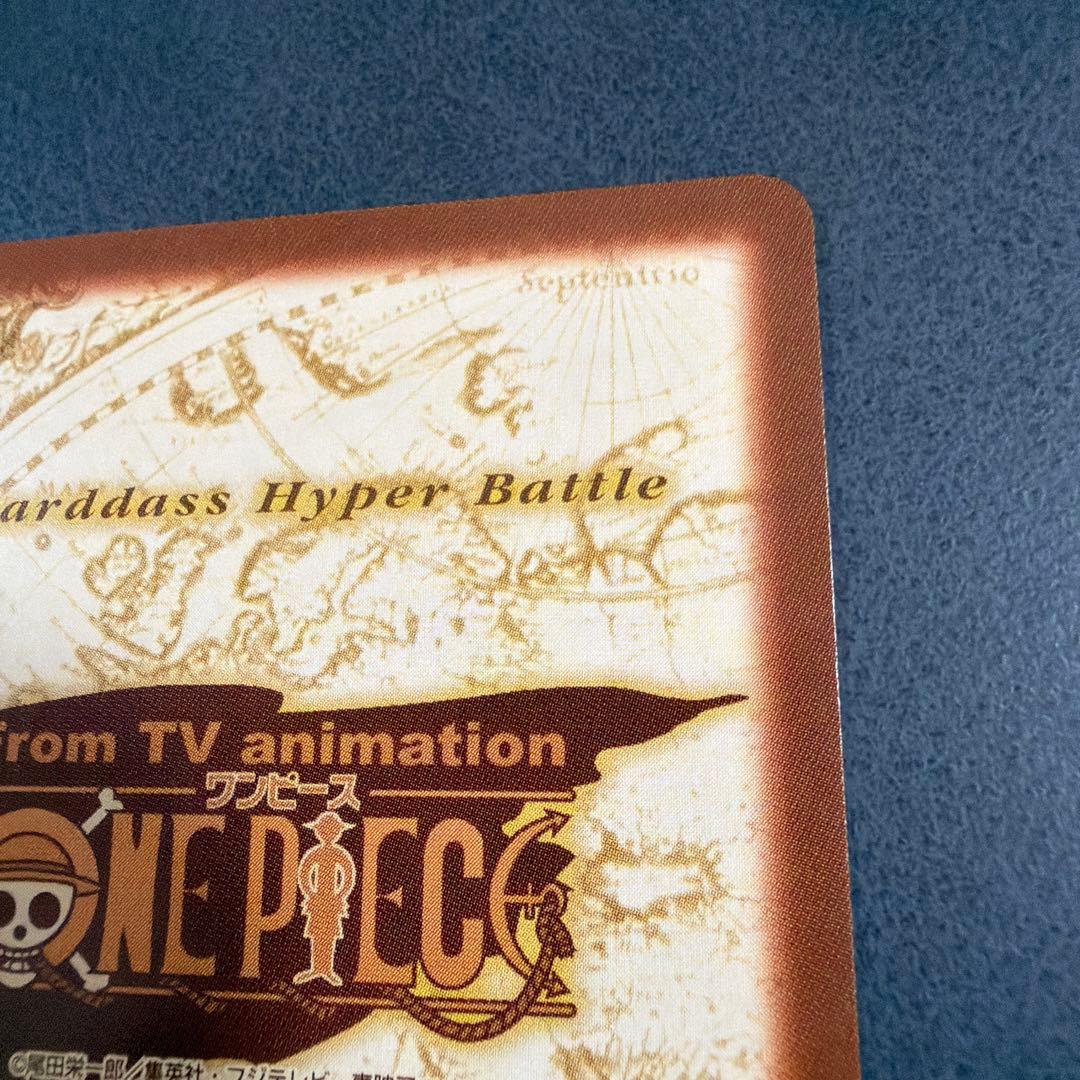 Septentrio
arddass Hyper Battle
from TV animation
ワンピース
ONE PIECE
©尾田栄一郎／集英社・フジテレビ・東映ア